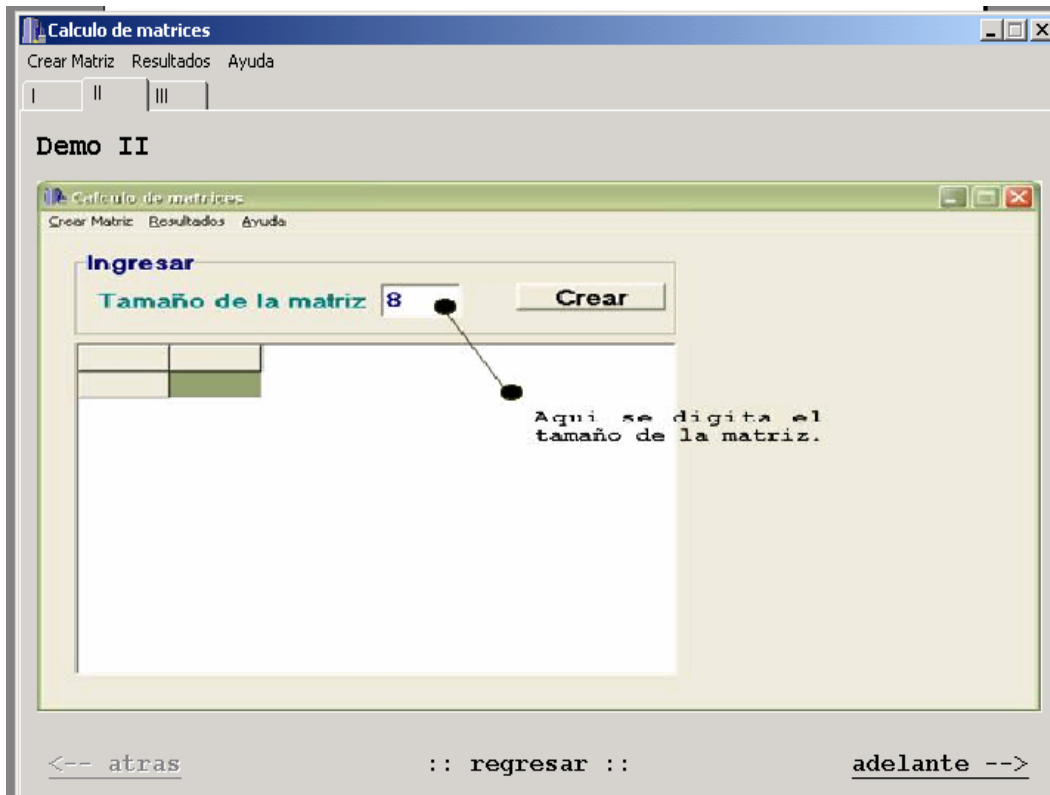 Calculo de matrices
Crear Matriz Resultados Ayuda
I II III
Demo II
Calculo de matrices
Crear Matriz Resultados Ayuda
Ingresar
Tamaño de la matriz 8 Crear
Aqui se digita el
tamaño de la matriz.
<-- atras :: regresar :: adelante -->